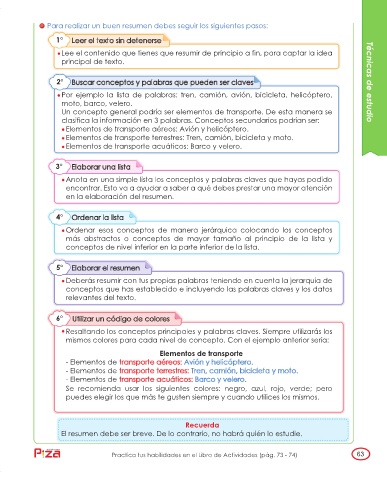 Para realizar un buen resumen debes seguir los siguientes pasos:
1° Leer el texto sin detenerse
Lee el contenido que tienes que resumir de principio a fin, para captar la idea
principal de texto.
2° Buscar conceptos y palabras que pueden ser claves
Por ejemplo la lista de palabras: tren, camión, avión, bicicleta, helicóptero,
moto, barco, velero.
Un concepto general podría ser elementos de transporte. De esta manera se
clasifica la información en 3 palabras. Conceptos secundarios podrían ser:
Elementos de transporte aéreos: Avión y helicóptero.
Elementos de transporte terrestres: Tren, camión, bicicleta y moto.
Elementos de transporte acuáticos: Barco y velero.
3° Elaborar una lista
Anota en una simple lista los conceptos y palabras claves que hayas podido
encontrar. Esto va a ayudar a saber a qué debes prestar una mayor atención
en la elaboración del resumen.
4° Ordenar la lista
Ordenar esos conceptos de manera jerárquica colocando los conceptos
más abstractos o conceptos de mayor tamaño al principio de la lista y
conceptos de nivel inferior en la parte inferior de la lista.
5° Elaborar el resumen
Deberás resumir con tus propias palabras teniendo en cuenta la jerarquía de
conceptos que has establecido e incluyendo las palabras claves y los datos
relevantes del texto.
6° Utilizar un código de colores
Resaltando los conceptos principales y palabras claves. Siempre utilizarás los
mismos colores para cada nivel de concepto. Con el ejemplo anterior sería:
Elementos de transporte
- Elementos de transporte aéreos: Avión y helicóptero.
- Elementos de transporte terrestres: Tren, camión, bicicleta y moto.
- Elementos de transporte acuáticos: Barco y velero.
Se recomienda usar los siguientes colores: negro, azul, rojo, verde; pero
puedes elegir los que más te gusten siempre y cuando utilices los mismos.
Recuerda
El resumen debe ser breve. De lo contrario, no habrá quién lo estudie.
Técnicas de estudio
Practica tus habilidades en el Libro de Actividades (pág. 73 - 74)
63